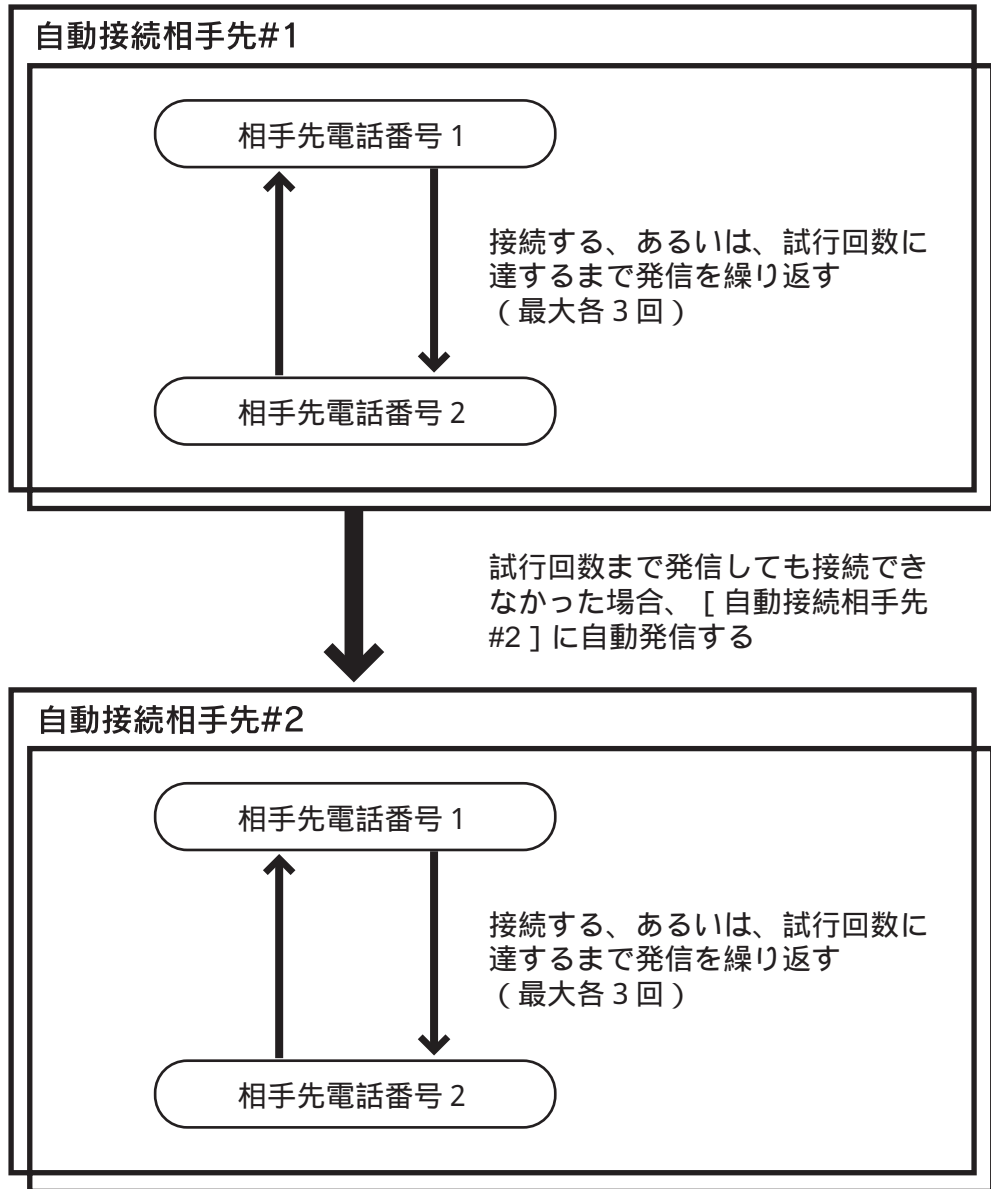 自動接続相手先#1
相手先電話番号 1
接続する、あるいは、試行回数に
達するまで発信を繰り返す
（最大各 3 回）
相手先電話番号 2
試行回数まで発信しても接続でき
なかった場合、［自動接続相手先
#2］に自動発信する
自動接続相手先#2
相手先電話番号 1
接続する、あるいは、試行回数に
達するまで発信を繰り返す
（最大各 3 回）
相手先電話番号 2